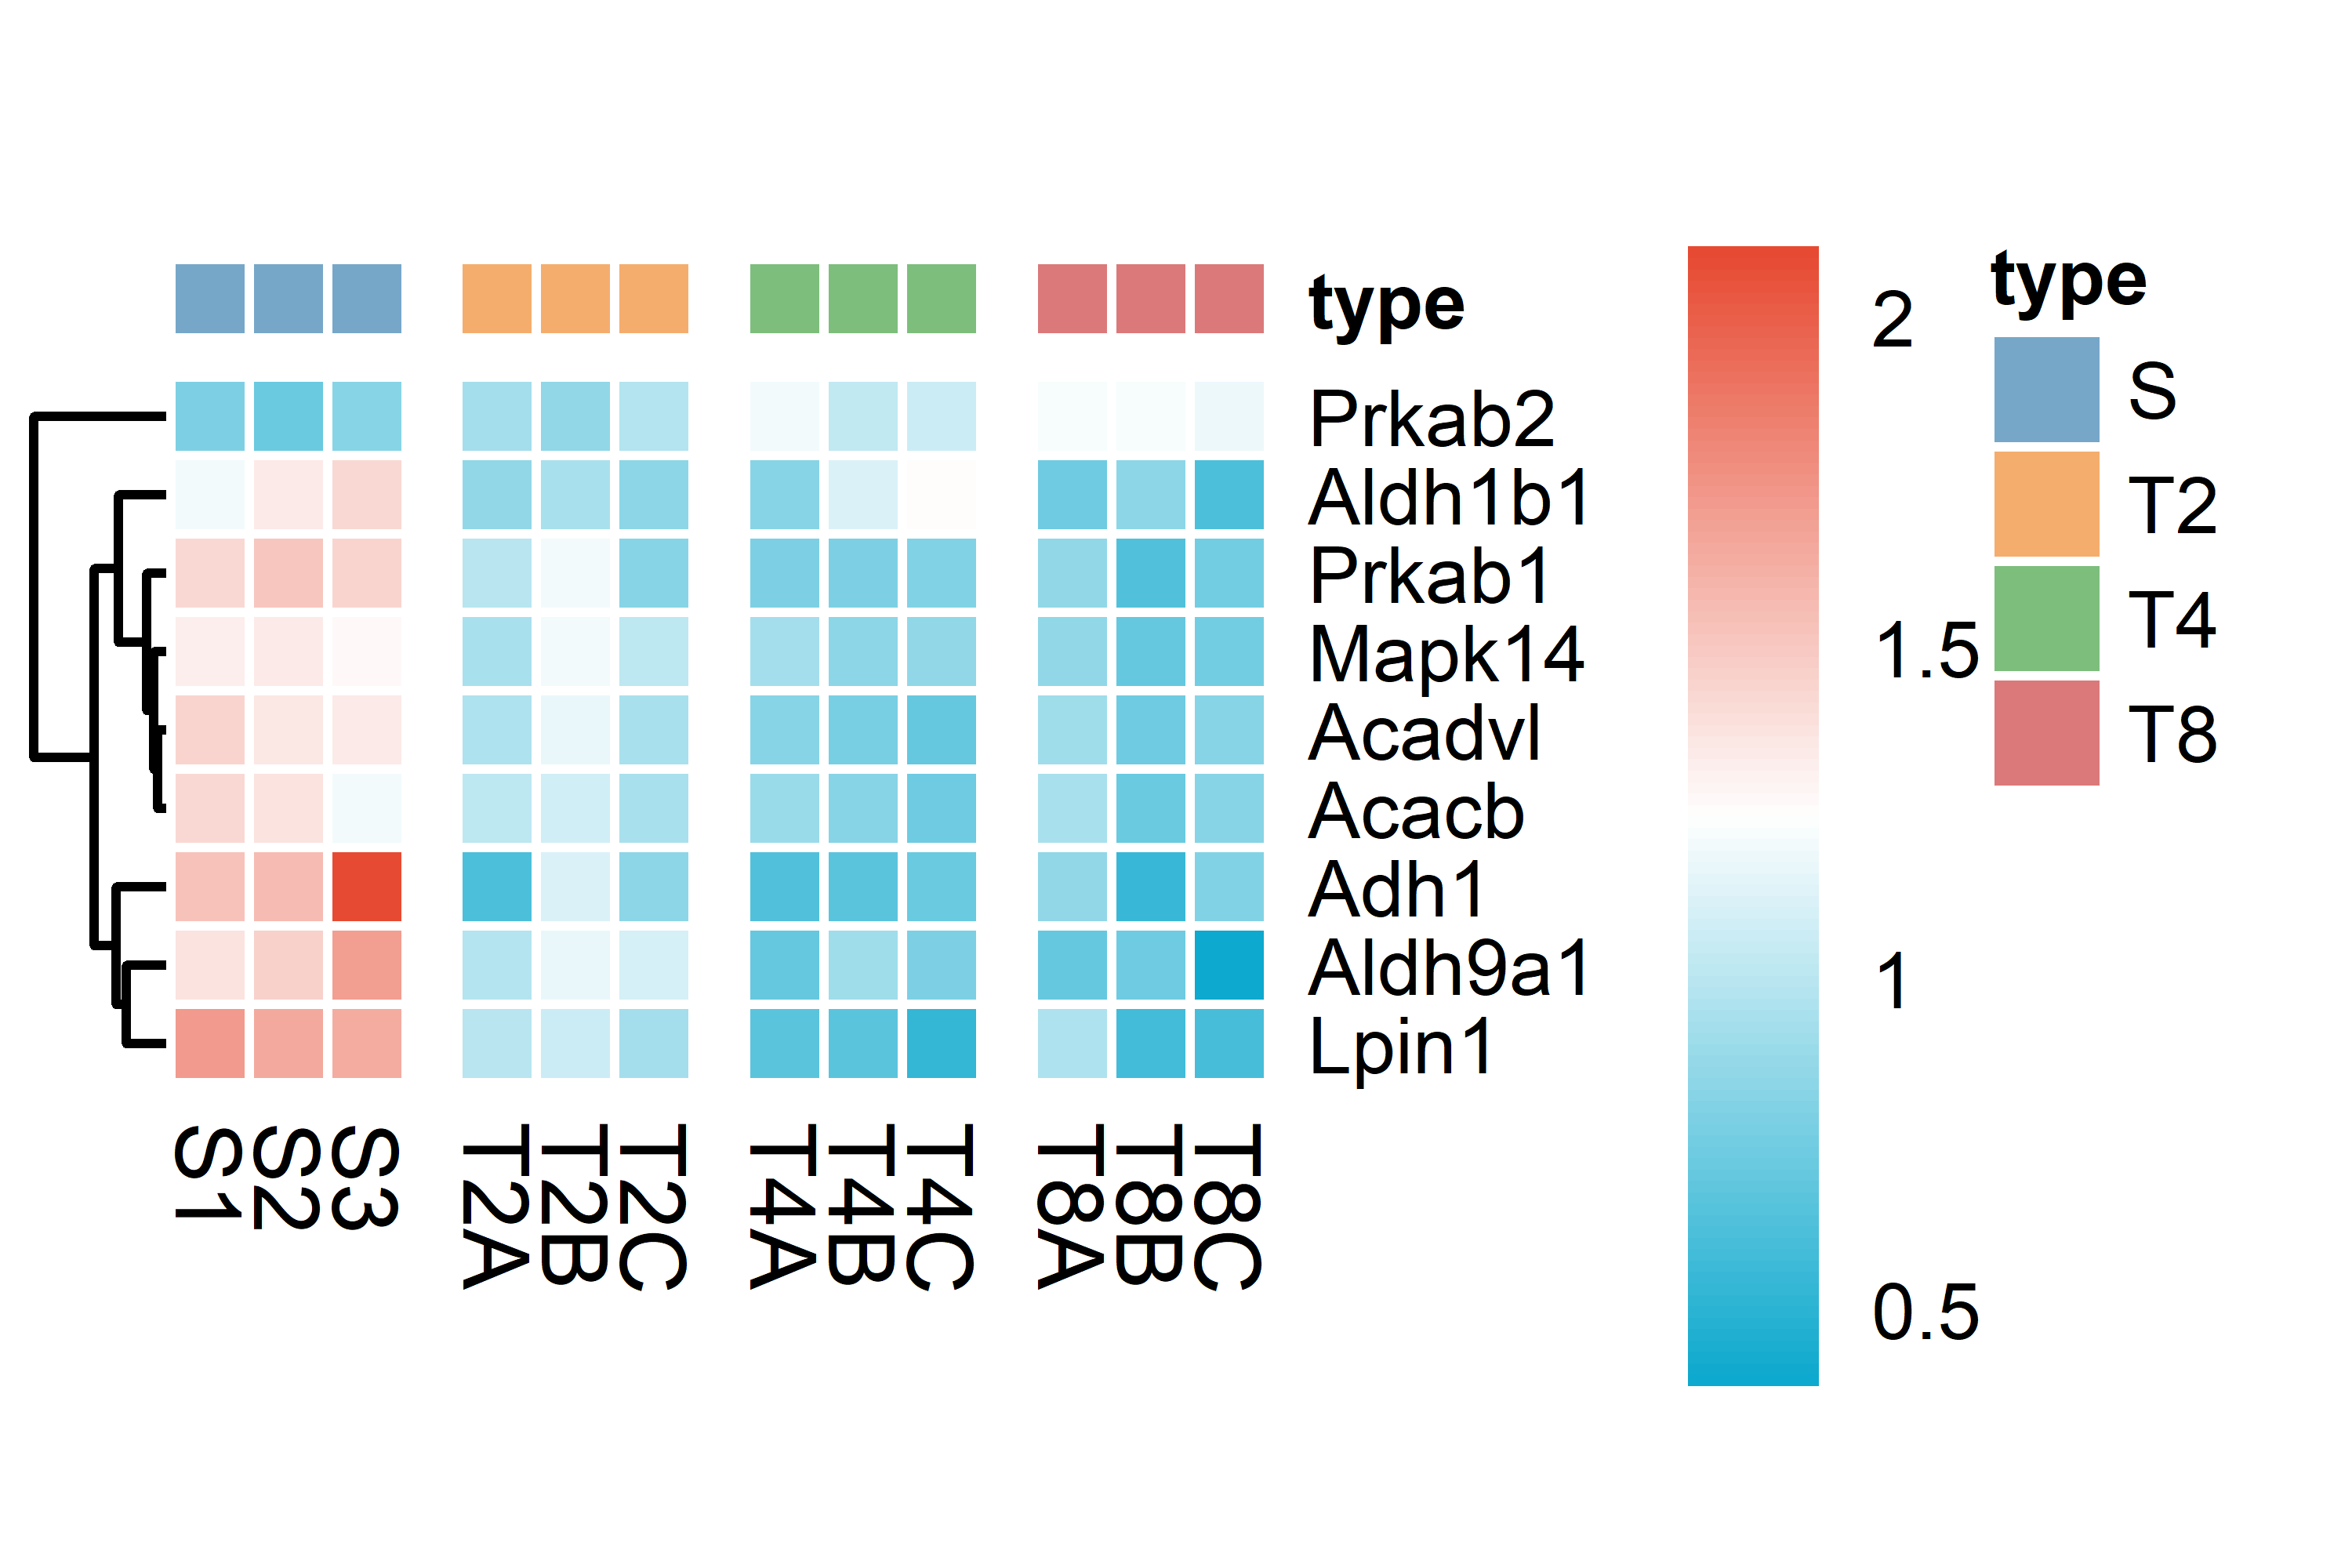 type
Prkab2
Aldh1b1
Prkab1
Mapk14
Acadvl
Acacb
Adh1
Aldh9a1
Lpin1
S1
S2
S3
T2A
T2B
T2C
T4A
T4B
T4C
T8A
T8B
T8C
2
1.5
1
0.5
type
S
T2
T4
T8